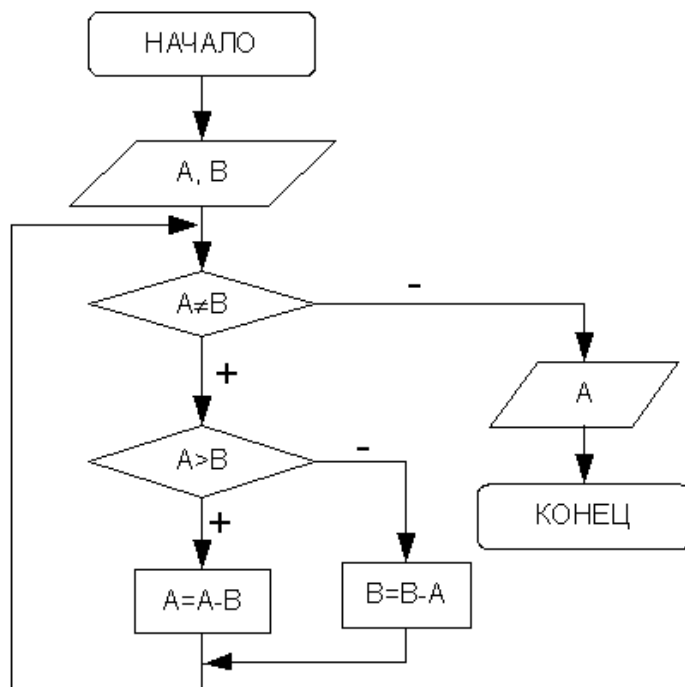 НАЧАЛО
A, B
A≠B
-
+
A
A>B
-
+
КОНЕЦ
A=A-B
B=B-A